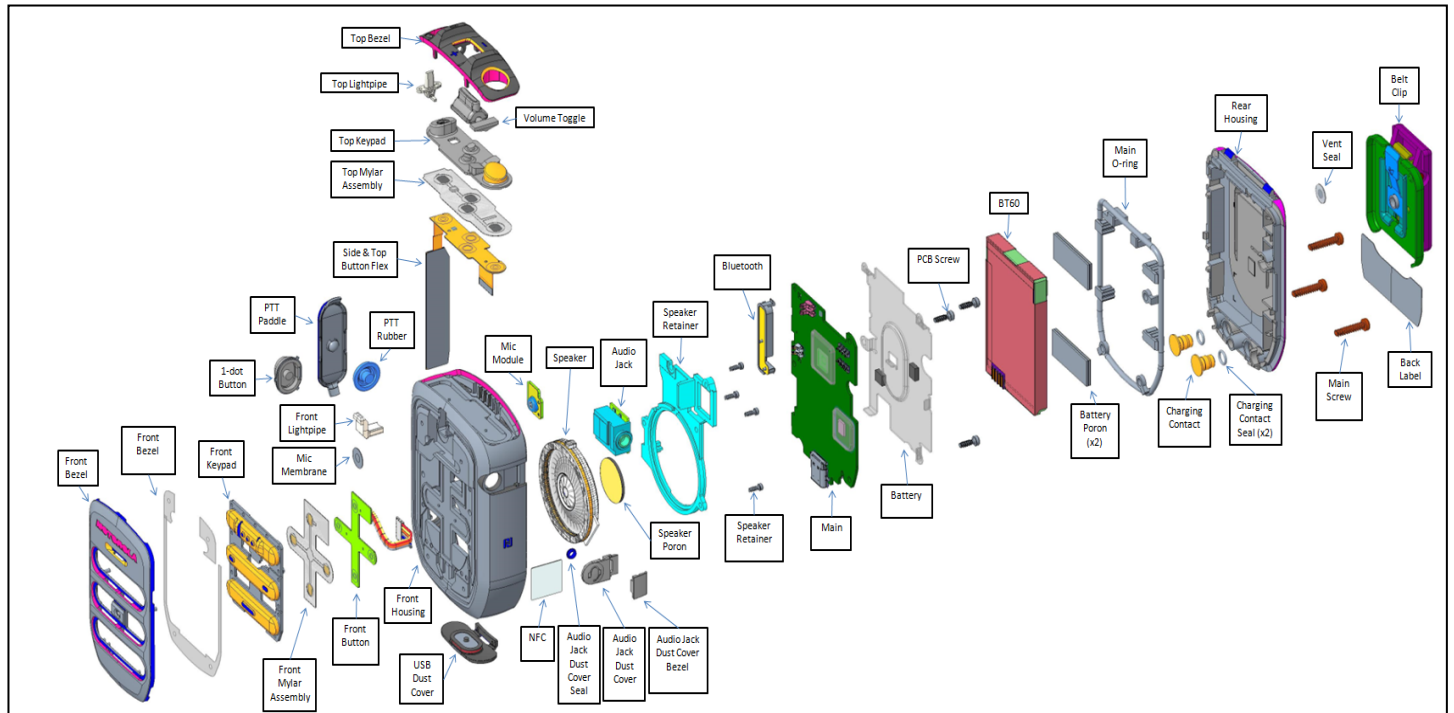 Top Bezel
Top Lightpipe
Volume Toggle
Top Keypad
Top Mylar
Assembly
Side & Top
Button Flex
PTT
Paddle
PTT
Rubber
1-dot
Button
Front
Lightpipe
Mic
Membrane
Front
Bezel
Front
Bezel
Front
Keypad
MOTOROLA
Front
Mylar
Assembly
Front
Button
Front
Housing
USB
Dust
Cover
Mic
Module
Speaker
Audio
Jack
Speaker
Retainer
Speaker
Poron
NFC
Audio
Jack
Dust
Cover
Seal
Audio
Jack
Dust
Cover
Audio Jack
Dust Cover
Bezel
Speaker
Retainer
Bluetooth
Main
Battery
PCB Screw
BT60
Battery
Poron
(x2)
Main
O-ring
Charging
Contact
Charging
Contact
Seal (x2)
Rear
Housing
Vent
Seal
Belt
Clip
Main
Screw
Back
Label